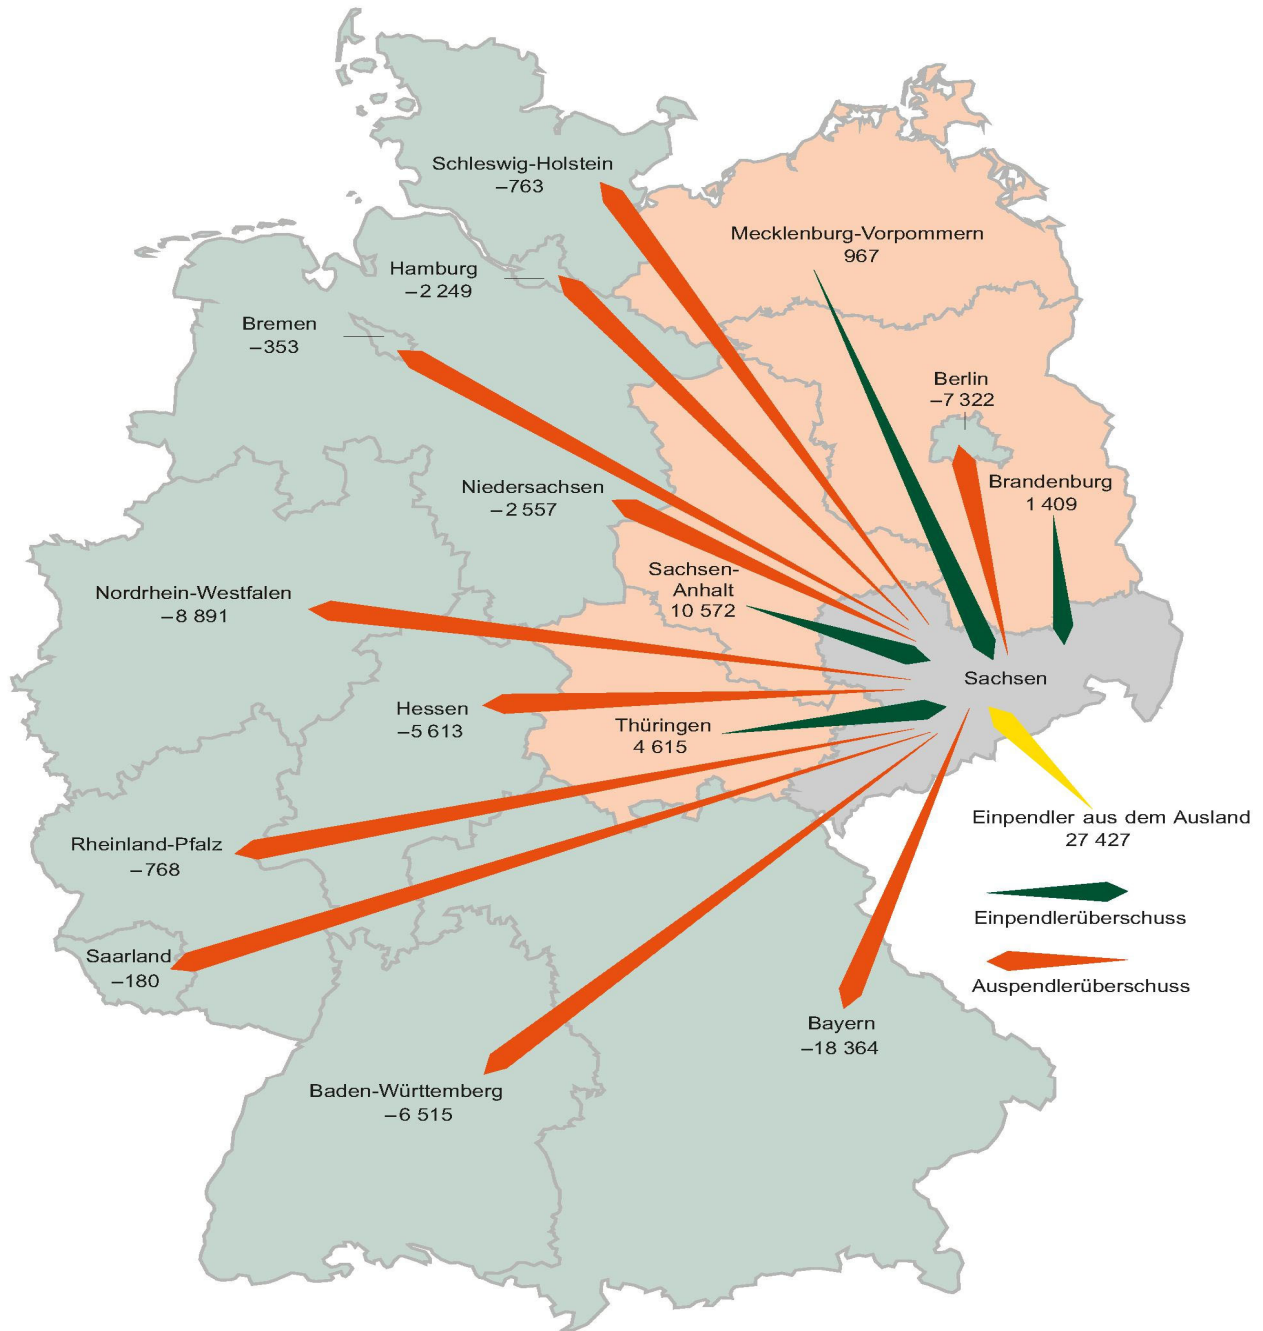 Schleswig-Holstein
–763
Mecklenburg-Vorpommern
967
Hamburg
–2 249
Bremen
–353
Berlin
–7 322
Brandenburg
1 409
Niedersachsen
–2 557
Sachsen-
Anhalt
10 572
Nordrhein-Westfalen
–8 891
Sachsen
Hessen
–5 613
Thüringen
4 615
Einpendler aus dem Ausland
27 427
Rheinland-Pfalz
–768
Einpendlerüberschuss
Saarland
–180
Auspendlerüberschuss
Bayern
–18 364
Baden-Württemberg
–6 515